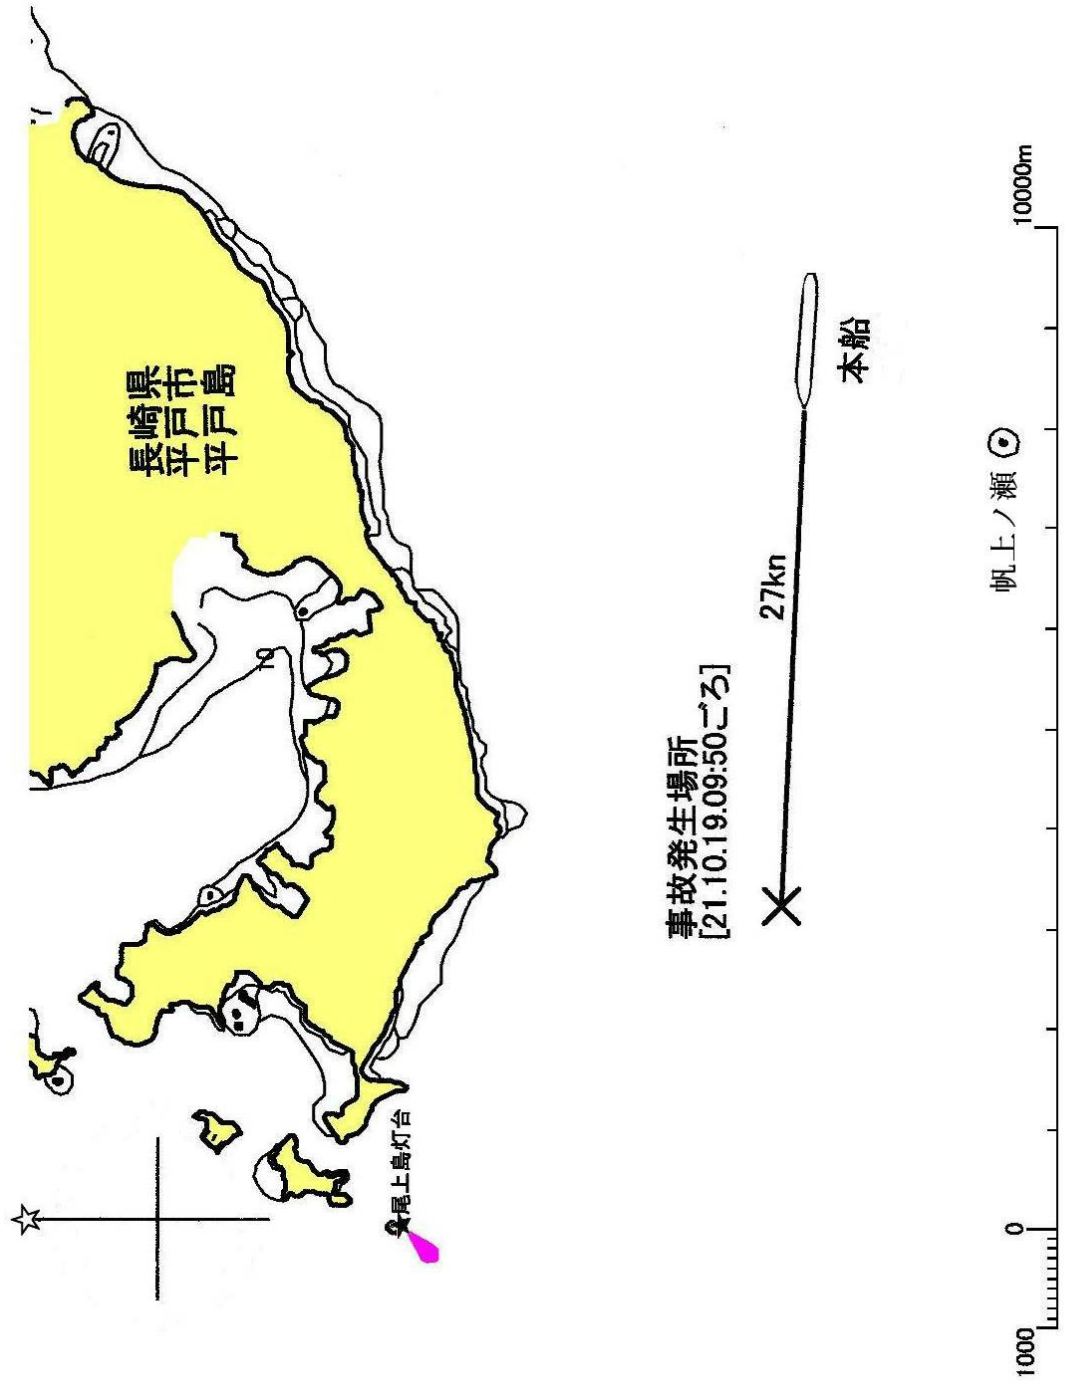 長崎県
平戸市
平戸島
10
尾上島灯台
事故発生場所
[21.10.19.09:50ごろ]
27kn
本船
帆上ノ瀬
1000
0
10000m